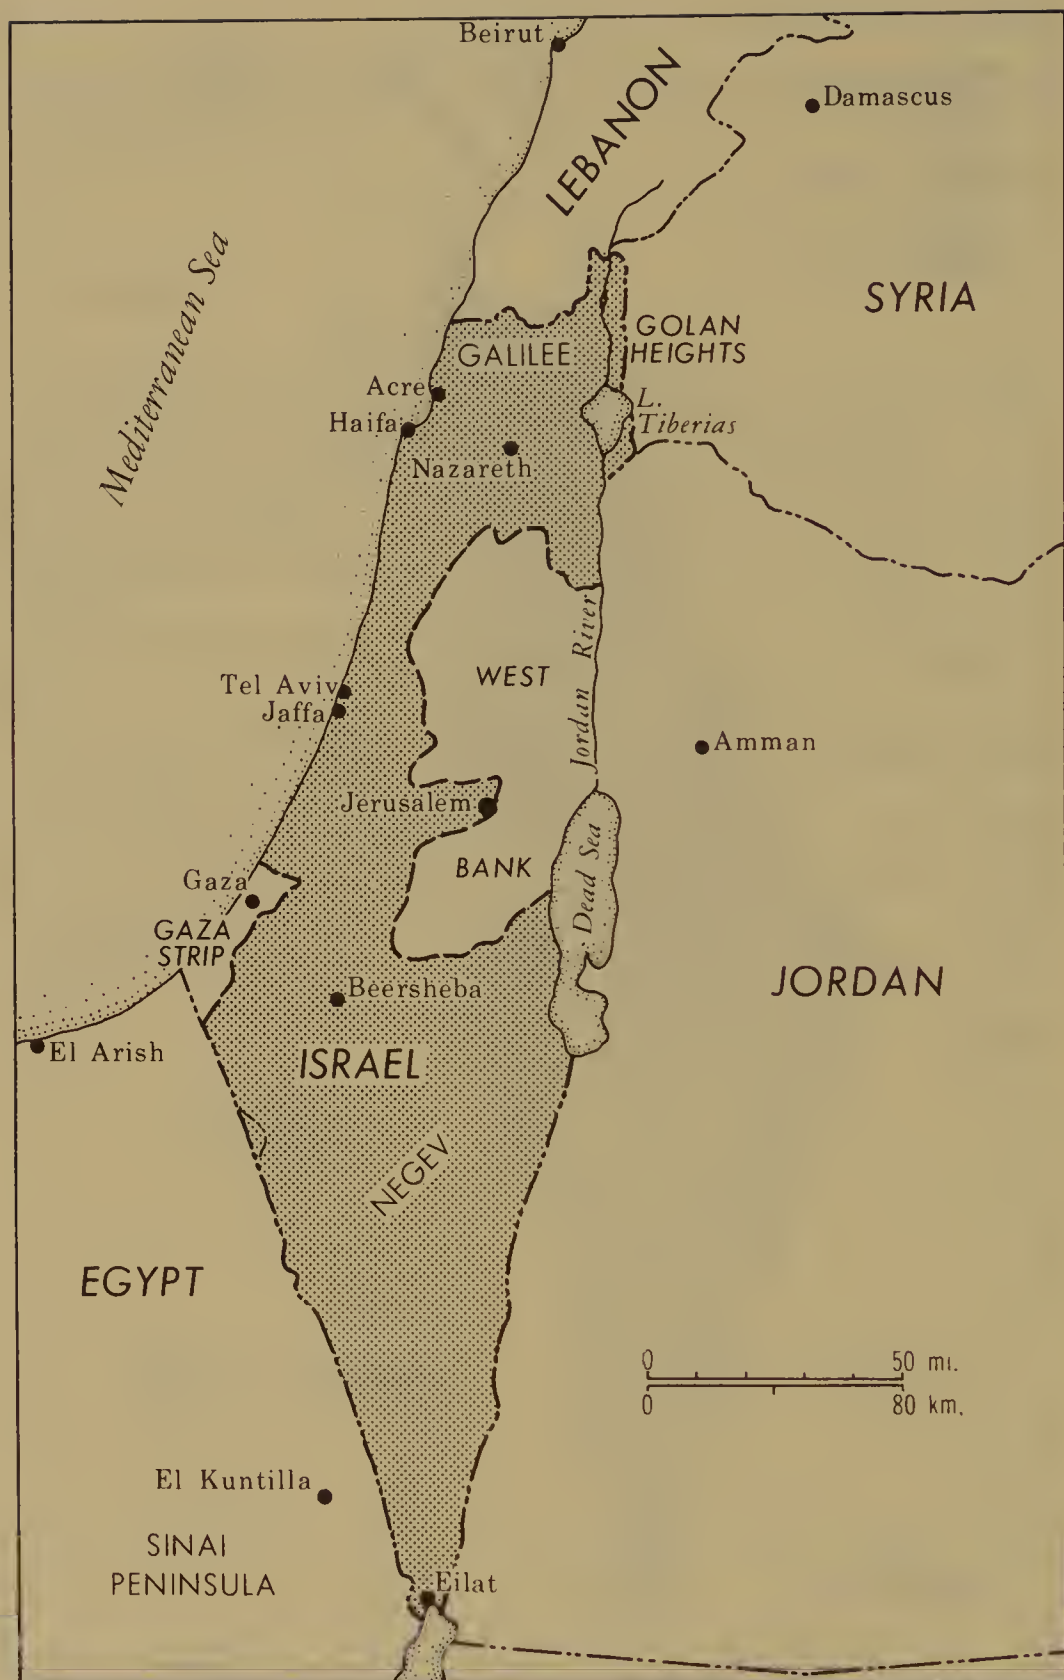 Beirut
Damascus
LEBANON
Mediterranean Sea
SYRIA
GOLAN
HEIGHTS
GALILEE
Acre
L.
Tiberias
Haifa
Nazareth
Jordan River
WEST
Tel Aviv
Jaffa
Amman
Jerusalem
Dead Sea
BANK
Gaza
GAZA
STRIP
JORDAN
Beersheba
El Arish
ISRAEL
NEGEV
EGYPT
0 50 mi.
0 80 km.
El Kuntilla
SINAI
PENINSULA
Eilat